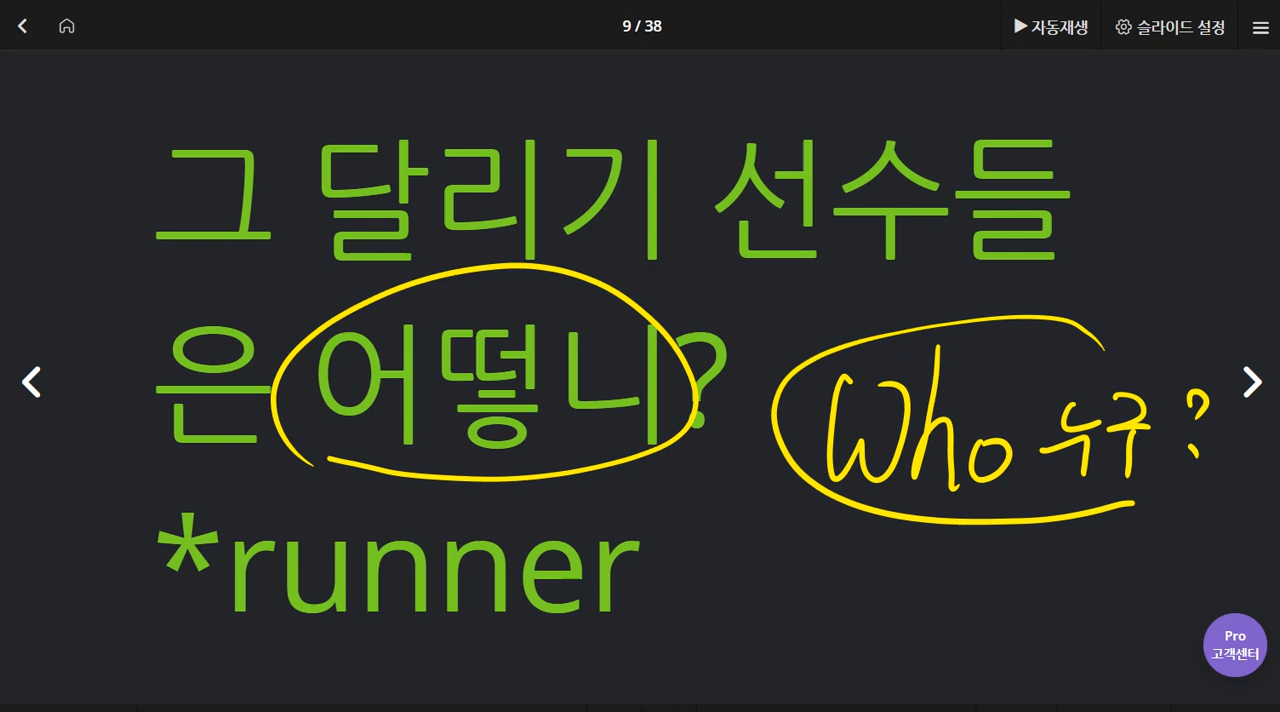 9 / 38
자동재생
슬라이드 설정
그 달리기 선수들
은 어떻니?
Who 누구?
*runner
Pro
고객센터